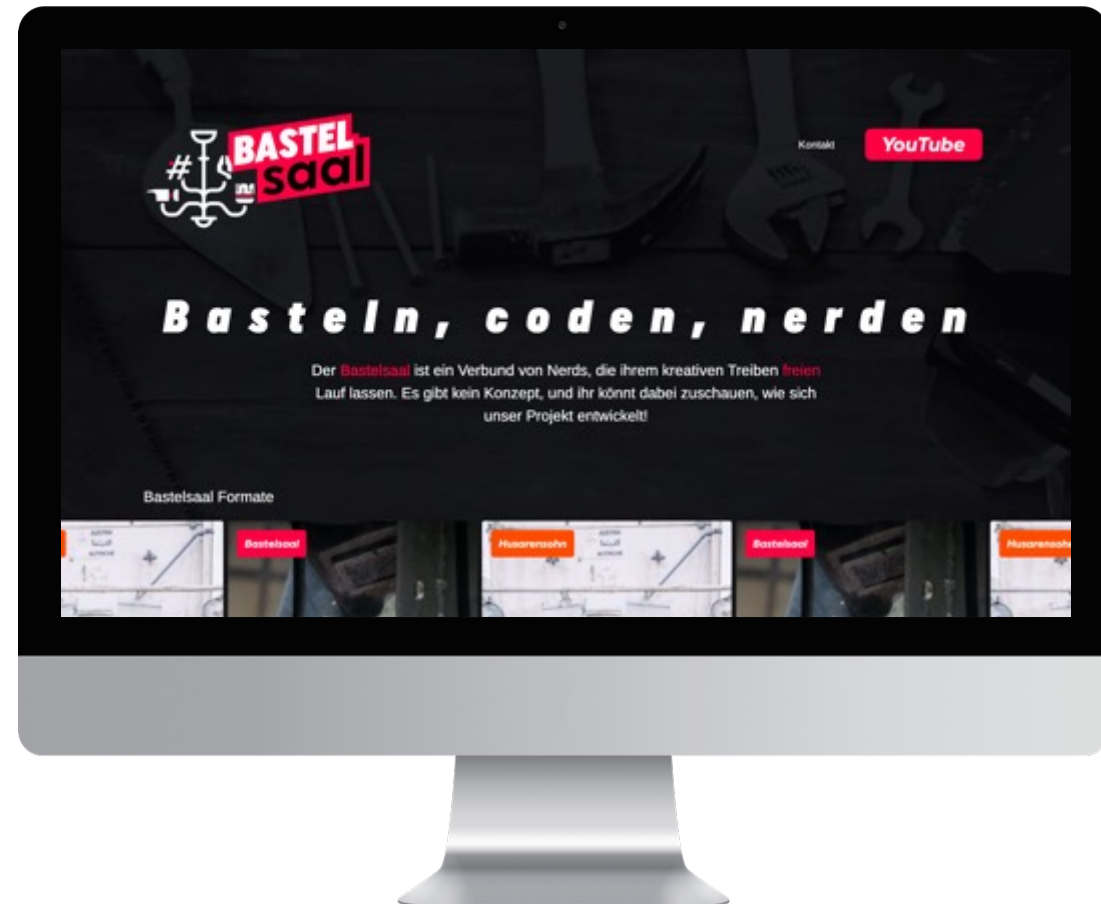 #
BASTEL
saal
Kontakt
YouTube
Basteln, coden, nerden
Der Bastelsaal ist ein Verbund von Nerds, die ihrem kreativen Treiben freien
Lauf lassen. Es gibt kein Konzept, und ihr könnt dabei zuschauen, wie sich
unser Projekt entwickelt!
Bastelsaal Formate
Bastelsaal
Husarensohn
Bastelsaal
Husarensohn